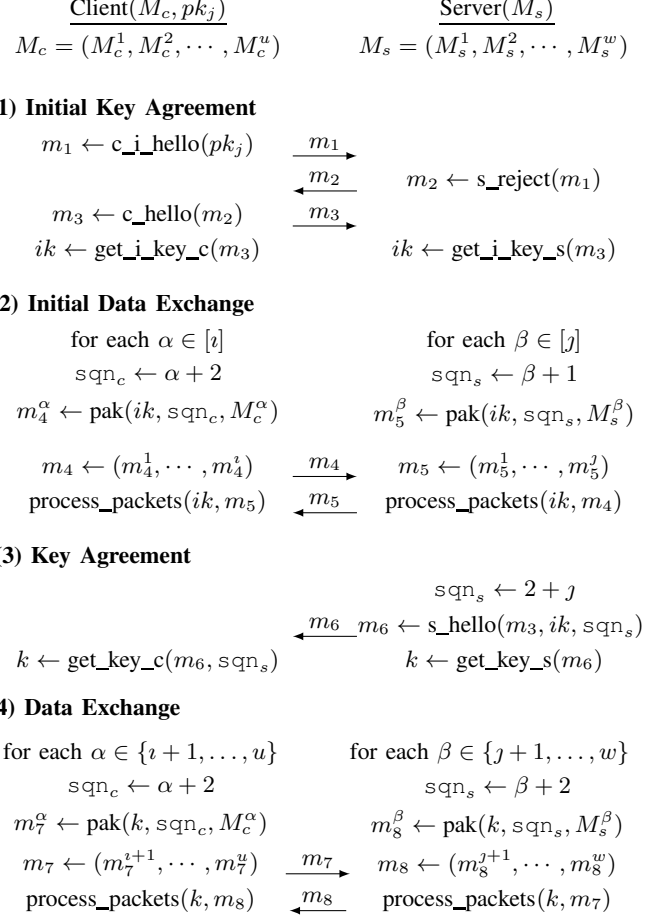 Client(M_c, pk_j) Server(M_s)
M_c = (M_c^1, M_c^2, ⋯ , M_c^u) M_s = (M_s^1, M_s^2, ⋯ , M_s^w)
1) Initial Key Agreement
m_1 ← c_i_hello(pk_j) m_1
m_2 m_2 ← s_reject(m_1)
m_3 ← c_hello(m_2) m_3
ik ← get_i_key_c(m_3) ik ← get_i_key_s(m_3)
2) Initial Data Exchange
for each α ∈ [ı] for each β ∈ [ȷ]
sqn_c ← α + 2 sqn_s ← β + 1
m_4^α ← pak(ik, sqn_c, M_c^α) m_5^β ← pak(ik, sqn_s, M_s^β)
m_4 ← (m_4^1, ⋯ , m_4^ı) m_4 m_5 ← (m_5^1, ⋯ , m_5^ȷ)
process_packets(ik, m_5) m_5 process_packets(ik, m_4)
3) Key Agreement
sqn_s ← 2 + ȷ
m_6 m_6 ← s_hello(m_3, ik, sqn_s)
k ← get_key_c(m_6, sqn_s) k ← get_key_s(m_6)
4) Data Exchange
for each α ∈ {ı + 1, . . . , u} for each β ∈ {ȷ + 1, . . . , w}
sqn_c ← α + 2 sqn_s ← β + 2
m_7^α ← pak(k, sqn_c, M_c^α) m_8^β ← pak(k, sqn_s, M_s^β)
m_7 ← (m_7^{ı+1}, ⋯ , m_7^u) m_7 m_8 ← (m_8^{ȷ+1}, ⋯ , m_8^w)
process_packets(k, m_8) m_8 process_packets(k, m_7)